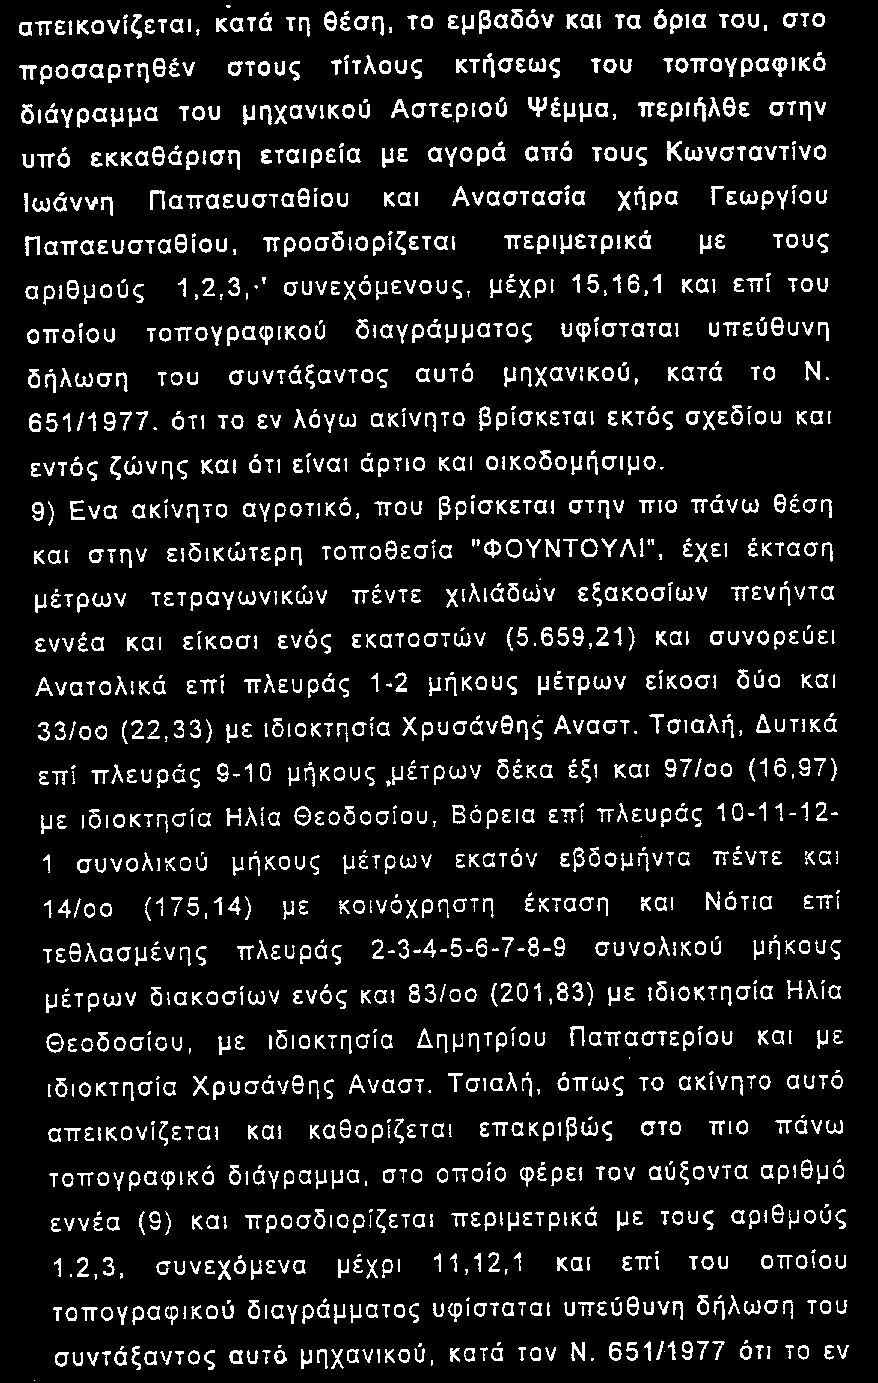 απεικονίζεται, κατά τη θέση, το εμβαδόν και τα όρια του, στο
προσαρτηθέν στους τίτλους κτήσεως του τοπογραφικό
διάγραμμα του μηχανικού Αστεριού Ψέμμα, περιήλθε στην
υπό εκκαθάριση εταιρεία με αγορά από τους Κωνσταντίνο
Ιωάννη Παπαευσταθίου και Αναστασία χήρα Γεωργίου
Παπαευσταθίου, προσδιορίζεται περιμετρικά με τους
αριθμούς 1,2,3, συνεχόμενους, μέχρι 15,16,1 και επί του
οποίου τοπογραφικού διαγράμματος υφίσταται υπεύθυνη
δήλωση του συντάξαντος αυτό μηχανικού, κατά το Ν.
651/1977. ότι το εν λόγω ακίνητο βρίσκεται εκτός σχεδίου και
εντός ζώνης και ότι είναι άρτιο και οικοδομήσιμο.
9) Ενα ακίνητο αγροτικό, που βρίσκεται στην πιο πάνω θέση
και στην ειδικώτερη τοποθεσία "ΦΟΥΝΤΟΥΛΙ", έχει έκταση
μέτρων τετραγωνικών πέντε χιλιάδων εξακοσίων πενήντα
εννέα και είκοσι ενός εκατοστών (5.659,21) και συνορεύει
Ανατολικά επί πλευράς 1-2 μήκους μέτρων είκοσι δύο και
33/οο (22,33) με ιδιοκτησία Χρυσάνθης Αναστ. Τσιαλή, Δυτικά
επί πλευράς 9-10 μήκους μέτρων δέκα έξι και 97/οο (16,97)
με ιδιοκτησία Ηλία Θεοδοσίου, Βόρεια επί πλευράς 10-11-12-
1 συνολικού μήκους μέτρων εκατόν εβδομήντα πέντε και
14/οο (175,14) με κοινόχρηστη έκταση και Νότια επί
τεθλασμένης πλευράς 2-3-4-5-6-7-8-9 συνολικού μήκους
μέτρων διακοσίων ενός και 83/οο (201,83) με ιδιοκτησία Ηλία
Θεοδοσίου, με ιδιοκτησία Δημητρίου Παπαστερίου και με
ιδιοκτησία Χρυσάνθης Αναστ. Τσιαλή, όπως το ακίνητο αυτό
απεικονίζεται και καθορίζεται επακριβώς στο πιο πάνω
τοπογραφικό διάγραμμα, στο οποίο φέρει τον αύξοντα αριθμό
εννέα (9) και προσδιορίζεται περιμετρικά με τους αριθμούς
1.2,3, συνεχόμενα μέχρι 11,12,1 και επί του οποίου
τοπογραφικού διαγράμματος υφίσταται υπεύθυνη δήλωση του
συντάξαντος αυτό μηχανικού, κατά τον Ν. 651/1977 ότι το εν